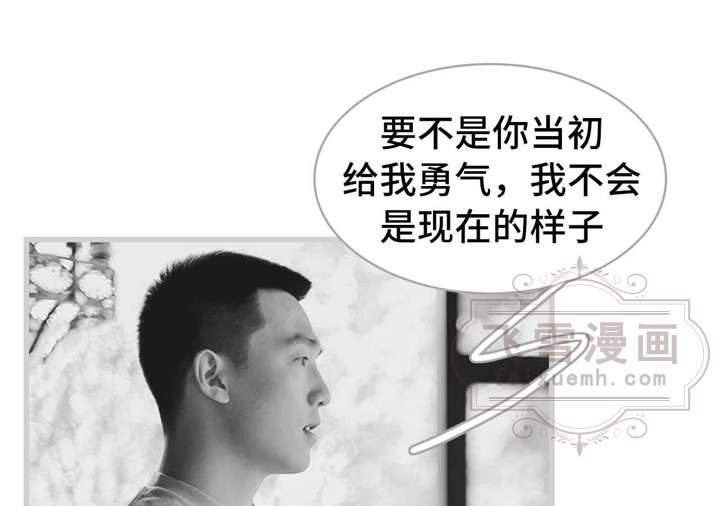 要不是你当初
给我勇气，我不会
是现在的样子
飞雪漫画
feixuemh.com